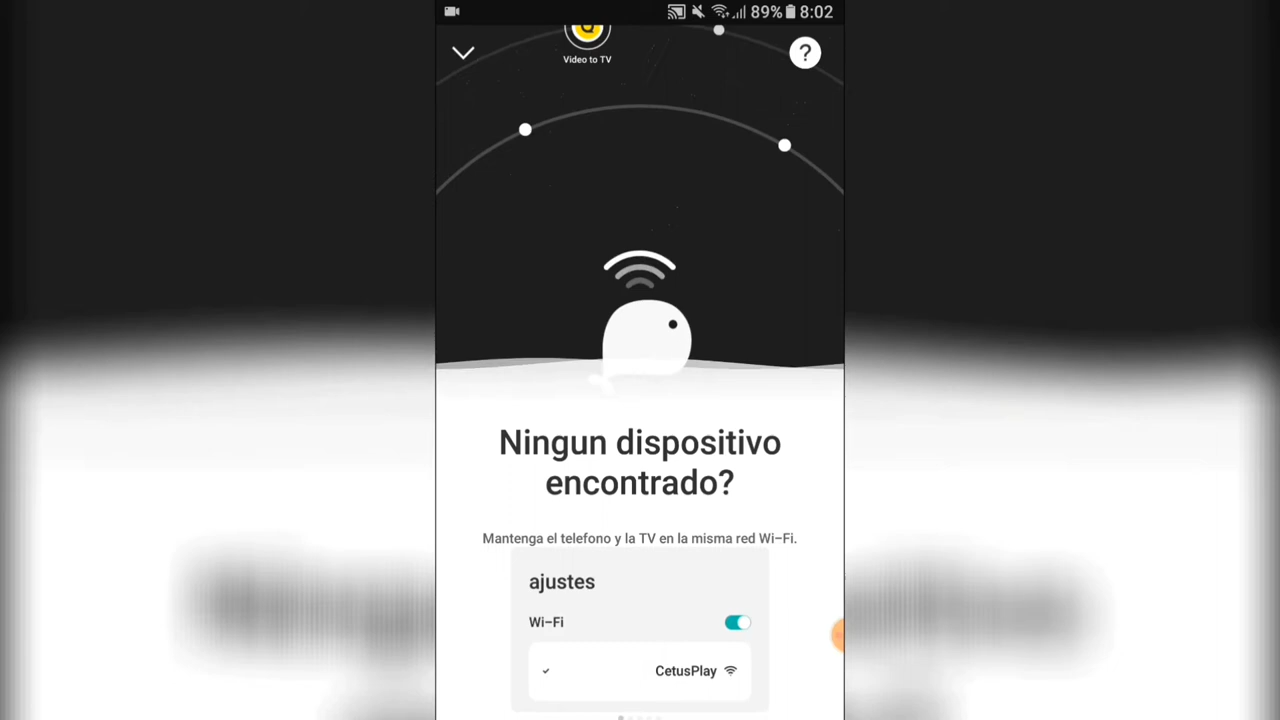 89% 8:02
Video to TV
?
Ningun dispositivo
encontrado?
Mantenga el telefono y la TV en la misma red Wi-Fi.
ajustes
Wi-Fi
CetusPlay